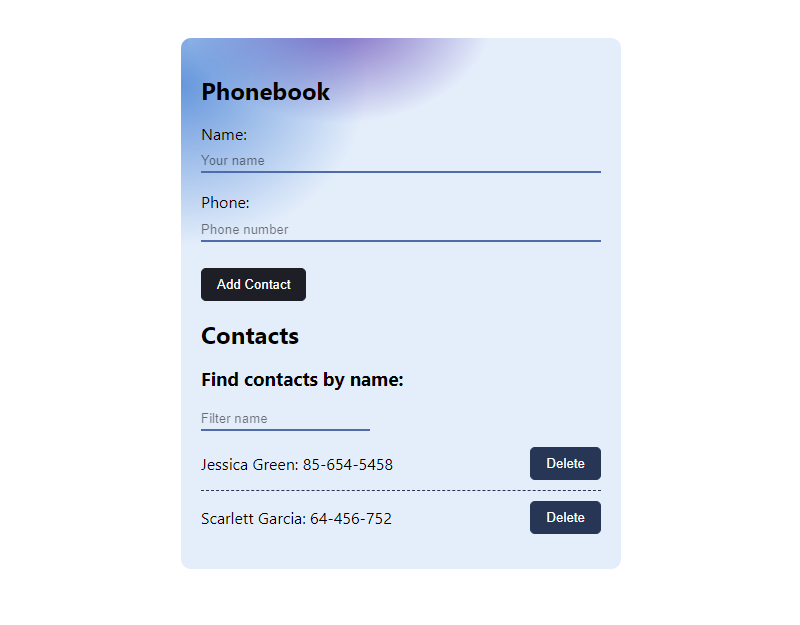 Phonebook
Name:
Your name
Phone:
Phone number
Add Contact
Contacts
Find contacts by name:
Filter name
Jessica Green: 85-654-5458 Delete
Scarlett Garcia: 64-456-752 Delete